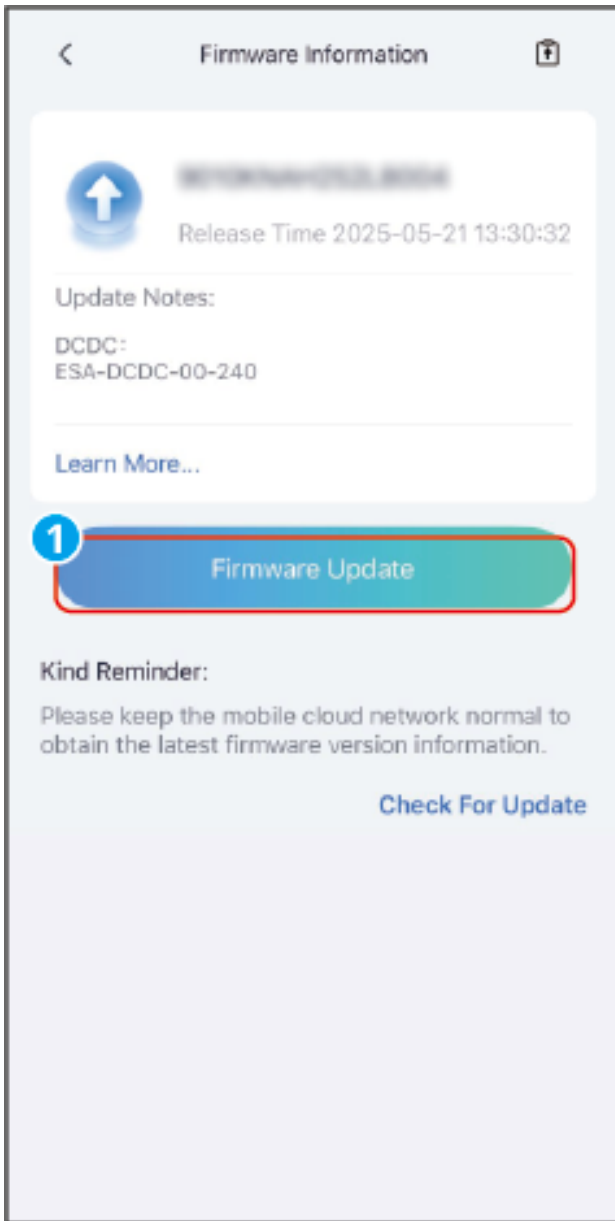 Firmware Information
Release Time 2025-05-21 13:30:32
Update Notes:
DCDC:
ESA-DCDC-00-240
Learn More...
1
Firmware Update
Kind Reminder:
Please keep the mobile cloud network normal to
obtain the latest firmware version information.
Check For Update